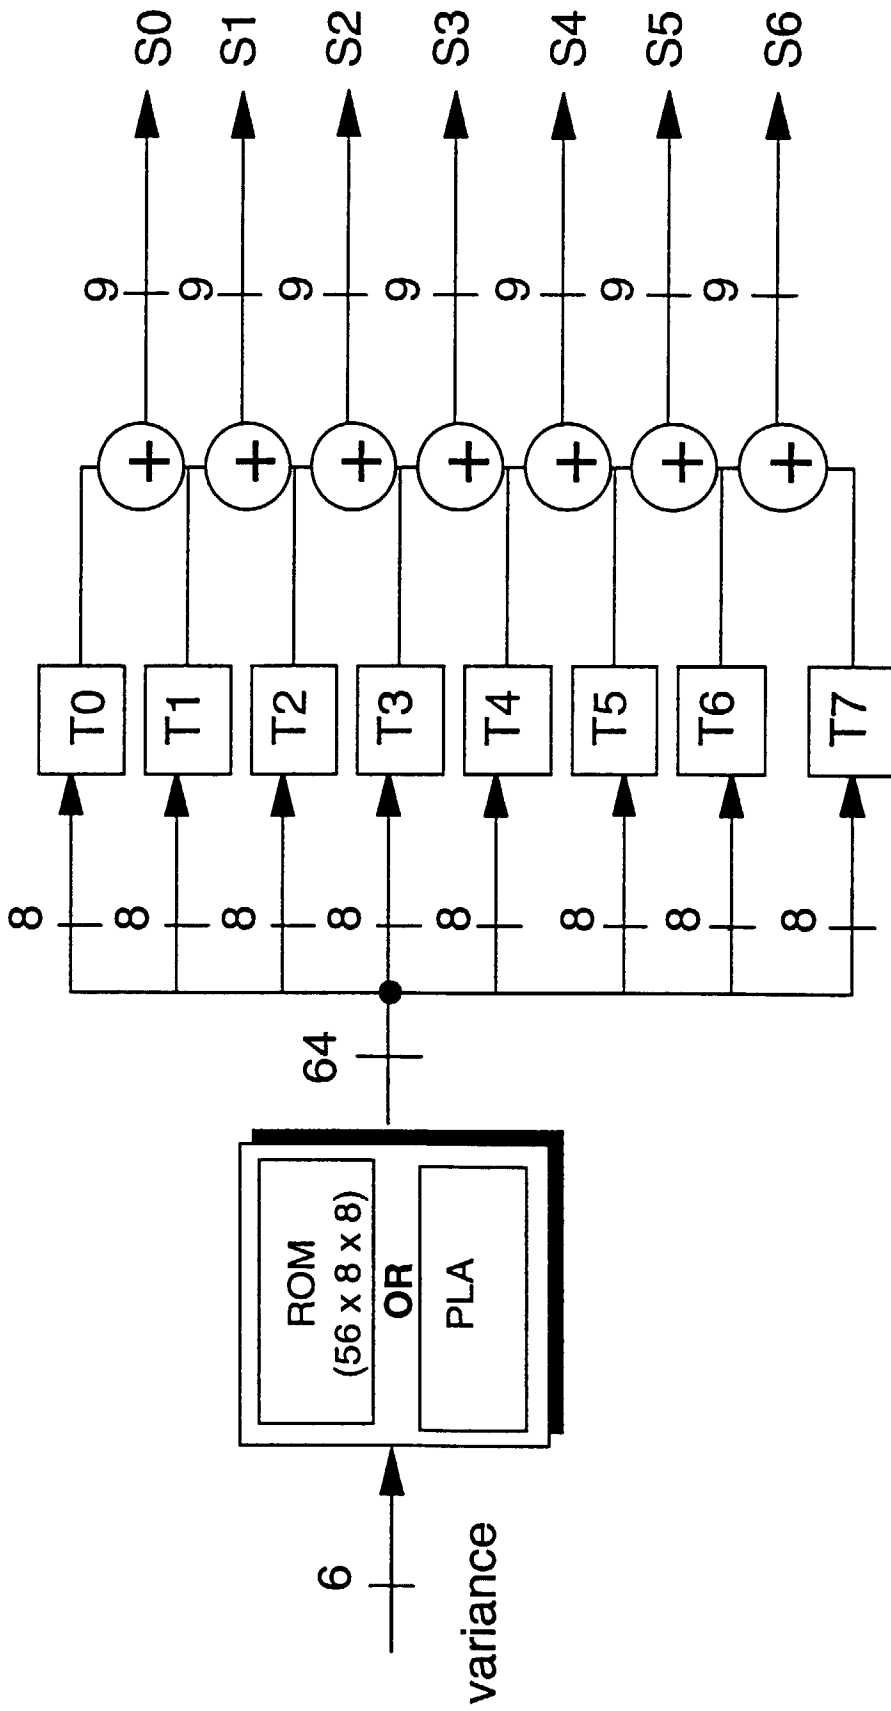 6
variance
ROM
(56 x 8 x 8)
OR
PLA
64
8
8
8
8
8
8
8
8
T0
T1
T2
T3
T4
T5
T6
T7
+
+
+
+
+
+
+
9
9
9
9
9
9
9
S0
S1
S2
S3
S4
S5
S6